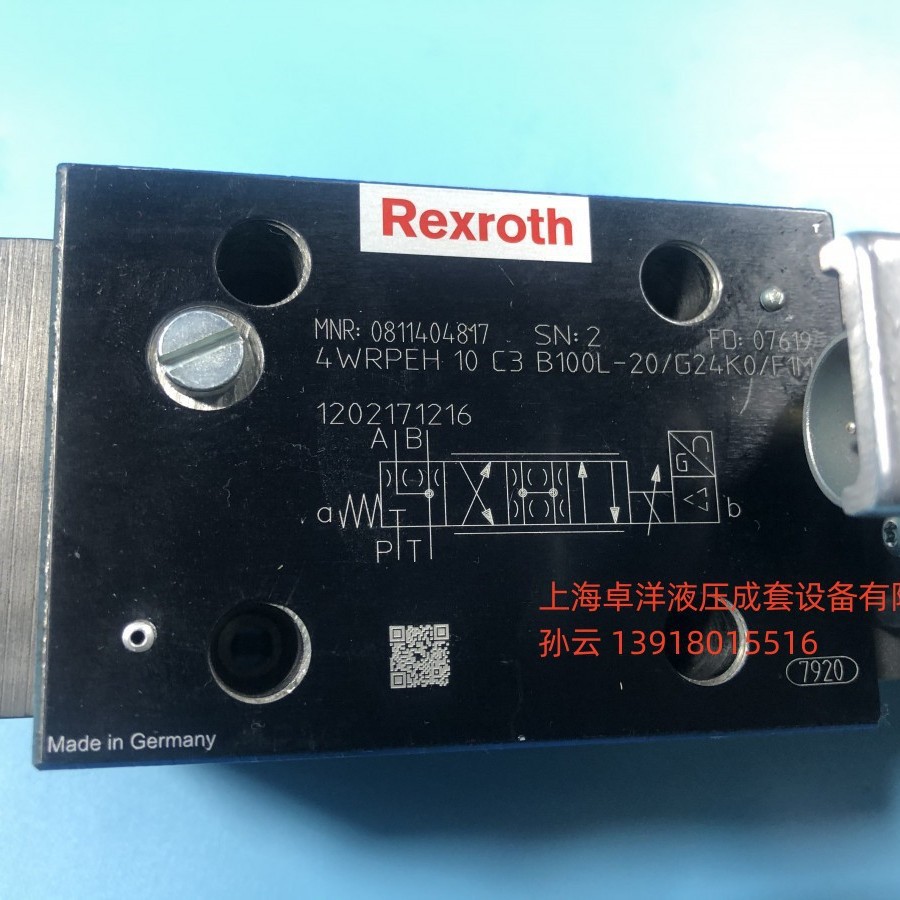 Rexroth
MNR: 0811404817 SN: 2 FD: 07619
4WRPEH 10 C3 B100L-20/G24K0/F1M
1202171216
A B
a T b
P T
上海卓洋液压成套设备有
孙云 13918015516
7920
Made in Germany